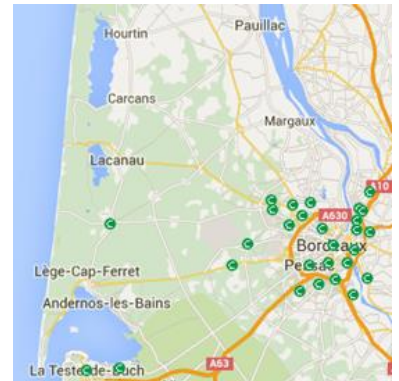 Pauillac
Hourtin
Carcans
Margaux
Lacanau
A10
A630
Bordeaux
Pessac
Lège-Cap-Ferret
Andernos-les-Bains
A63
La Teste-de-Buch